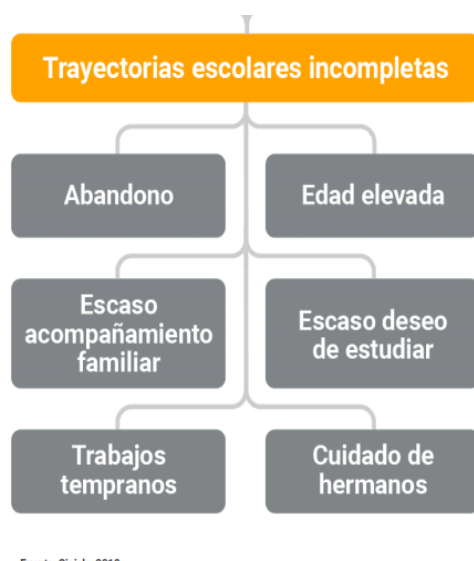 Trayectorias escolares incompletas
Abandono
Edad elevada
Escaso
acompañamiento
familiar
Escaso deseo
de estudiar
Trabajos
tempranos
Cuidado de
hermanos